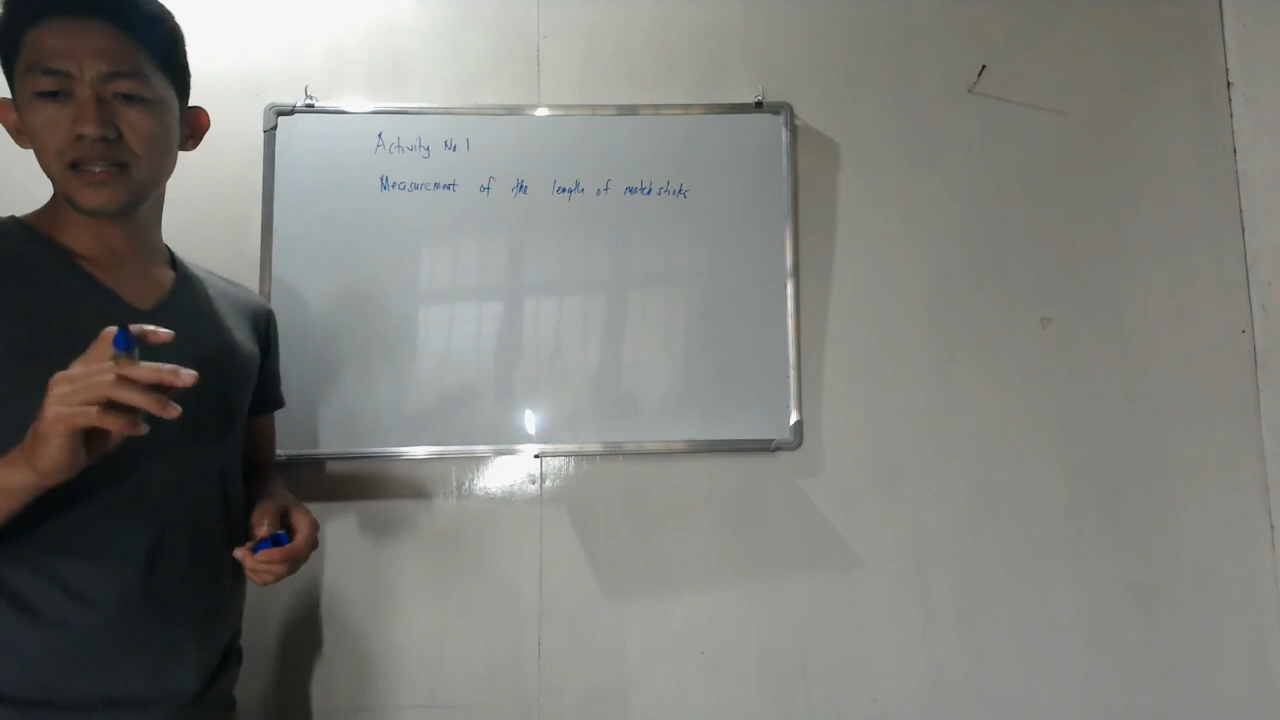 Activity No 1
Measurement of the length of match sticks